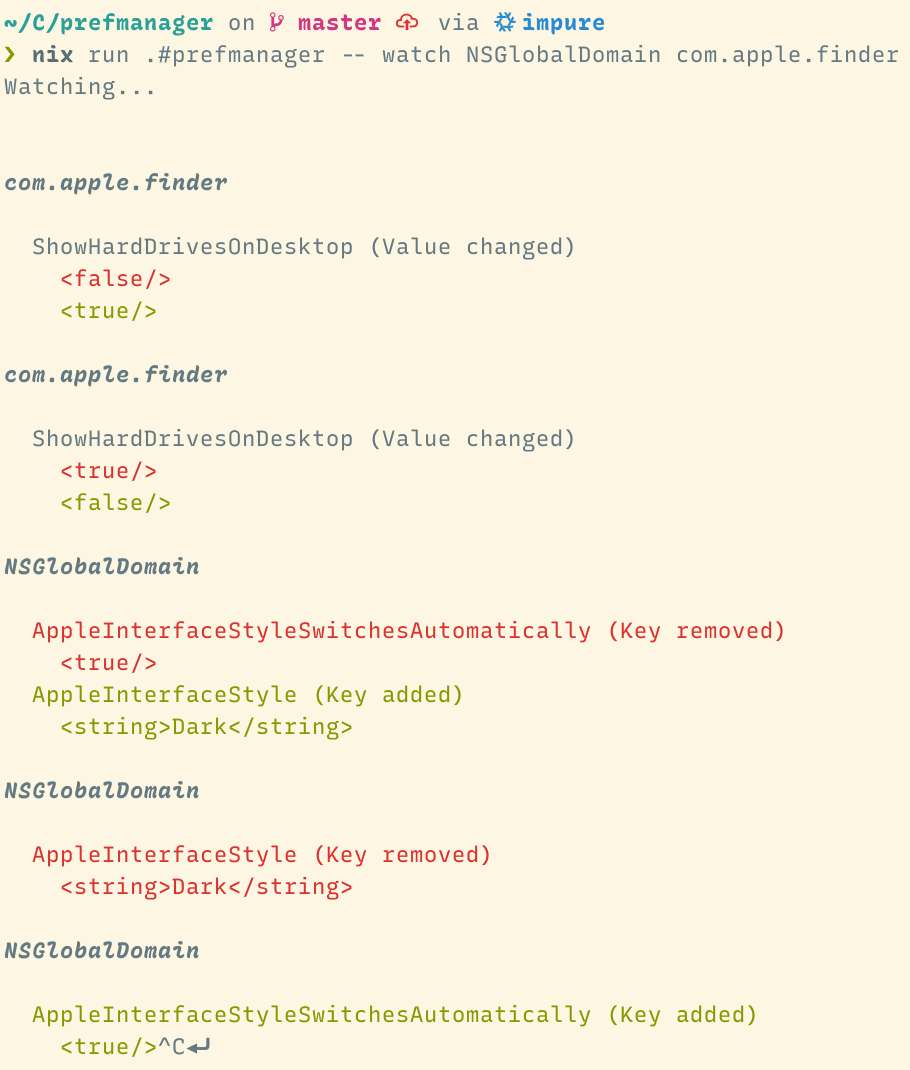 ~/C/prefmanager on master via impure
❯ nix run .#prefmanager -- watch NSGlobalDomain com.apple.finder
Watching...
com.apple.finder
ShowHardDrivesOnDesktop (Value changed)
<false/>
<true/>
com.apple.finder
ShowHardDrivesOnDesktop (Value changed)
<true/>
<false/>
NSGlobalDomain
AppleInterfaceStyleSwitchesAutomatically (Key removed)
<true/>
AppleInterfaceStyle (Key added)
<string>Dark</string>
NSGlobalDomain
AppleInterfaceStyle (Key removed)
<string>Dark</string>
NSGlobalDomain
AppleInterfaceStyleSwitchesAutomatically (Key added)
<true/>^C⏎